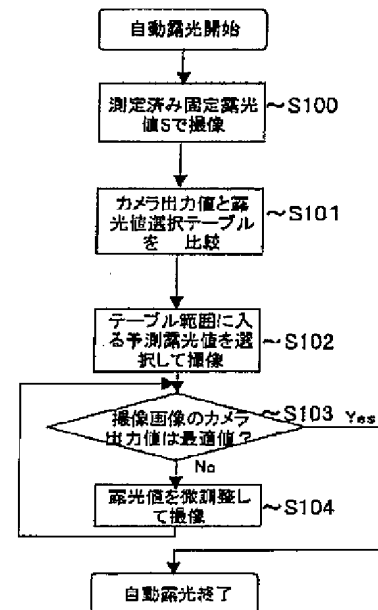 自動露光開始
測定済み固定露光
値Sで撮像
～S100
カメラ出力値と露
光値選択テーブル
を 比較
～S101
テーブル範囲に入
る予測露光値を選
択して撮像
～S102
撮像画像のカメラ
出力値は最適値？
S103
Yes
No
露光値を微調整し
て撮像
～S104
自動露光終了